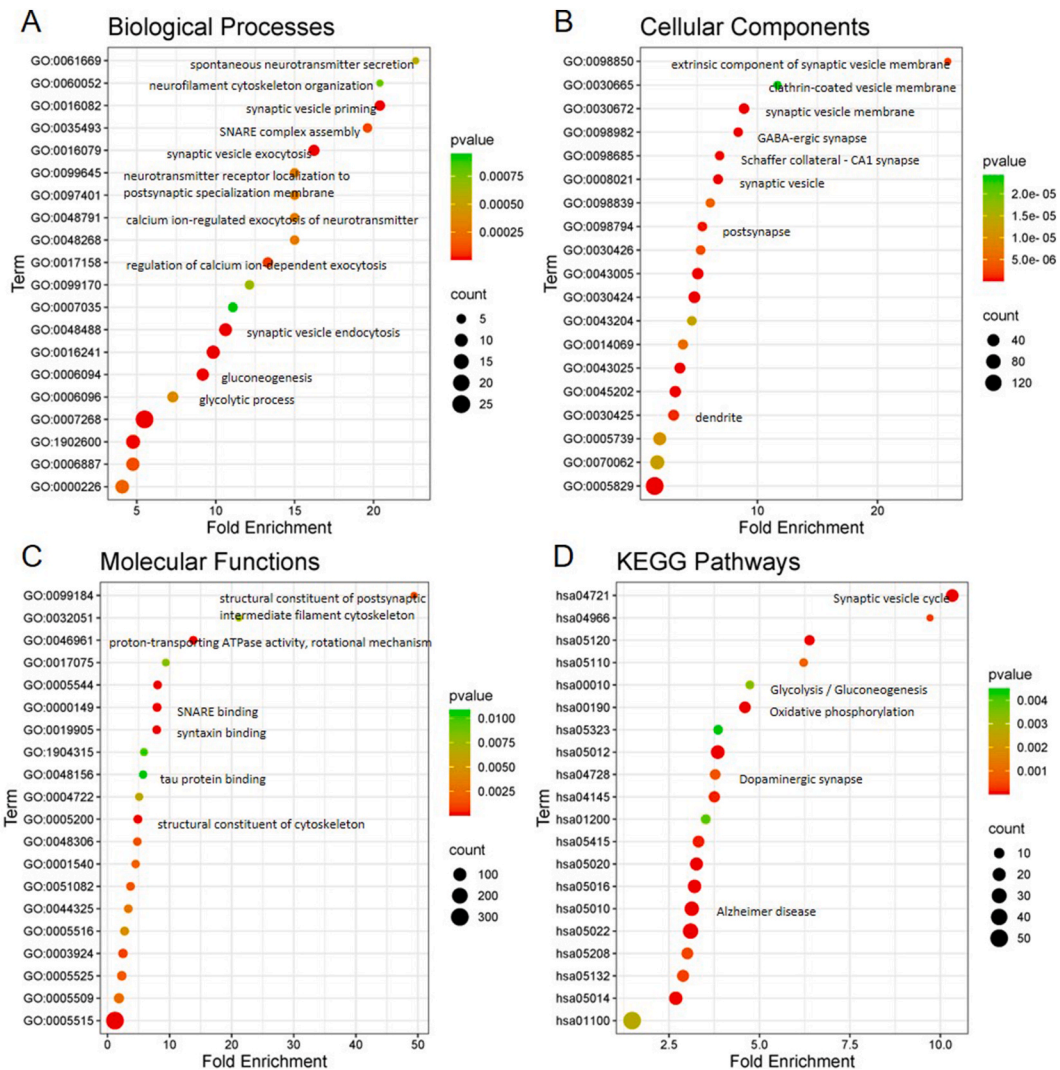 A Biological Processes
GO:0061669 spontaneous neurotransmitter secretion
GO:0060052 neurofilament cytoskeleton organization
GO:0016082 synaptic vesicle priming
GO:0035493 SNARE complex assembly
GO:0016079 synaptic vesicle exocytosis
GO:0099645 neurotransmitter receptor localization to
GO:0097401 postsynaptic specialization membrane
GO:0048791 calcium ion-regulated exocytosis of neurotransmitter
GO:0048268
GO:0017158 regulation of calcium ion-dependent exocytosis
GO:0099170
GO:0007035
GO:0048488 synaptic vesicle endocytosis
GO:0016241
GO:0006094 gluconeogenesis
GO:0006096 glycolytic process
GO:0007268
GO:1902600
GO:0006887
GO:0000226
Term
5 10 15 20
Fold Enrichment
pvalue
0.00075
0.00050
0.00025
count
5
10
15
20
25
B Cellular Components
GO:0098850 extrinsic component of synaptic vesicle membrane
GO:0030665 clathrin-coated vesicle membrane
GO:0030672 synaptic vesicle membrane
GO:0098982 GABA-ergic synapse
GO:0098685 Schaffer collateral - CA1 synapse
GO:0008021 synaptic vesicle
GO:0098839
GO:0098794 postsynapse
GO:0030426
GO:0043005
GO:0030424
GO:0043204
GO:0014069
GO:0043025
GO:0045202
GO:0030425 dendrite
GO:0005739
GO:0070062
GO:0005829
Term
10 20
Fold Enrichment
pvalue
2.0e- 05
1.5e- 05
1.0e- 05
5.0e- 06
count
40
80
120
C Molecular Functions
GO:0099184 structural constituent of postsynaptic
GO:0032051 intermediate filament cytoskeleton
GO:0046961 proton-transporting ATPase activity, rotational mechanism
GO:0017075
GO:0005544
GO:0000149 SNARE binding
GO:0019905 syntaxin binding
GO:1904315
GO:0048156 tau protein binding
GO:0004722
GO:0005200 structural constituent of cytoskeleton
GO:0048306
GO:0001540
GO:0051082
GO:0044325
GO:0005516
GO:0003924
GO:0005525
GO:0005509
GO:0005515
Term
0 10 20 30 40 50
Fold Enrichment
pvalue
0.0100
0.0075
0.0050
0.0025
count
100
200
300
D KEGG Pathways
hsa04721 Synaptic vesicle cycle
hsa04966
hsa05120
hsa05110
hsa00010 Glycolysis / Gluconeogenesis
hsa00190 Oxidative phosphorylation
hsa05323
hsa05012
hsa04728 Dopaminergic synapse
hsa04145
hsa01200
hsa05415
hsa05020
hsa05016
hsa05010 Alzheimer disease
hsa05022
hsa05208
hsa05132
hsa05014
hsa01100
Term
2.5 5.0 7.5 10.0
Fold Enrichment
pvalue
0.004
0.003
0.002
0.001
count
10
20
30
40
50